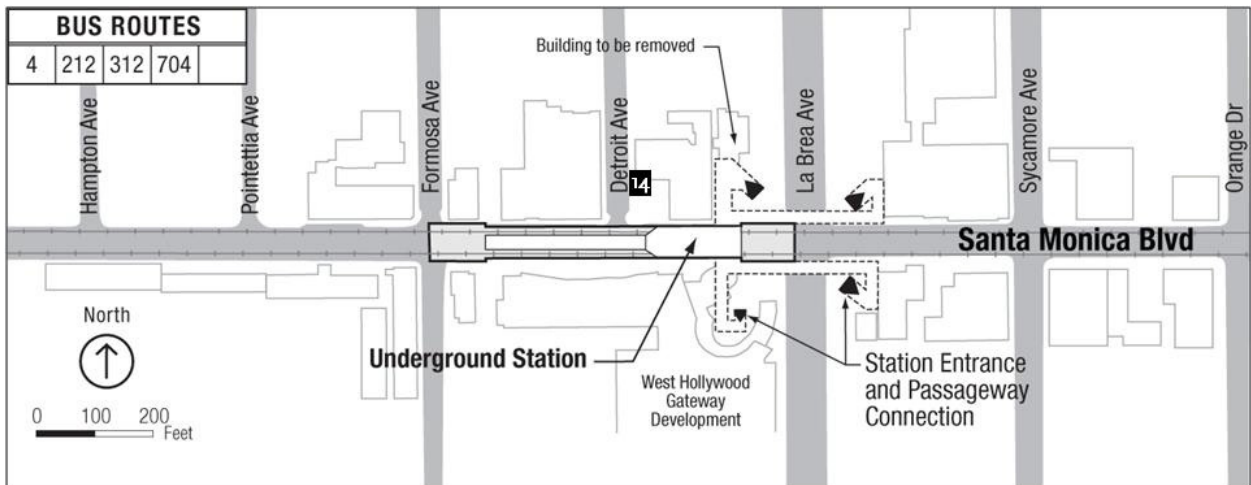 BUS ROUTES
4 212 312 704
Building to be removed
Hampton Ave
Pointettia Ave
Formosa Ave
Detroit Ave
14
La Brea Ave
Sycamore Ave
Orange Dr
Santa Monica Blvd
North
0 100 200
Feet
Underground Station
West Hollywood
Gateway
Development
Station Entrance
and Passageway
Connection